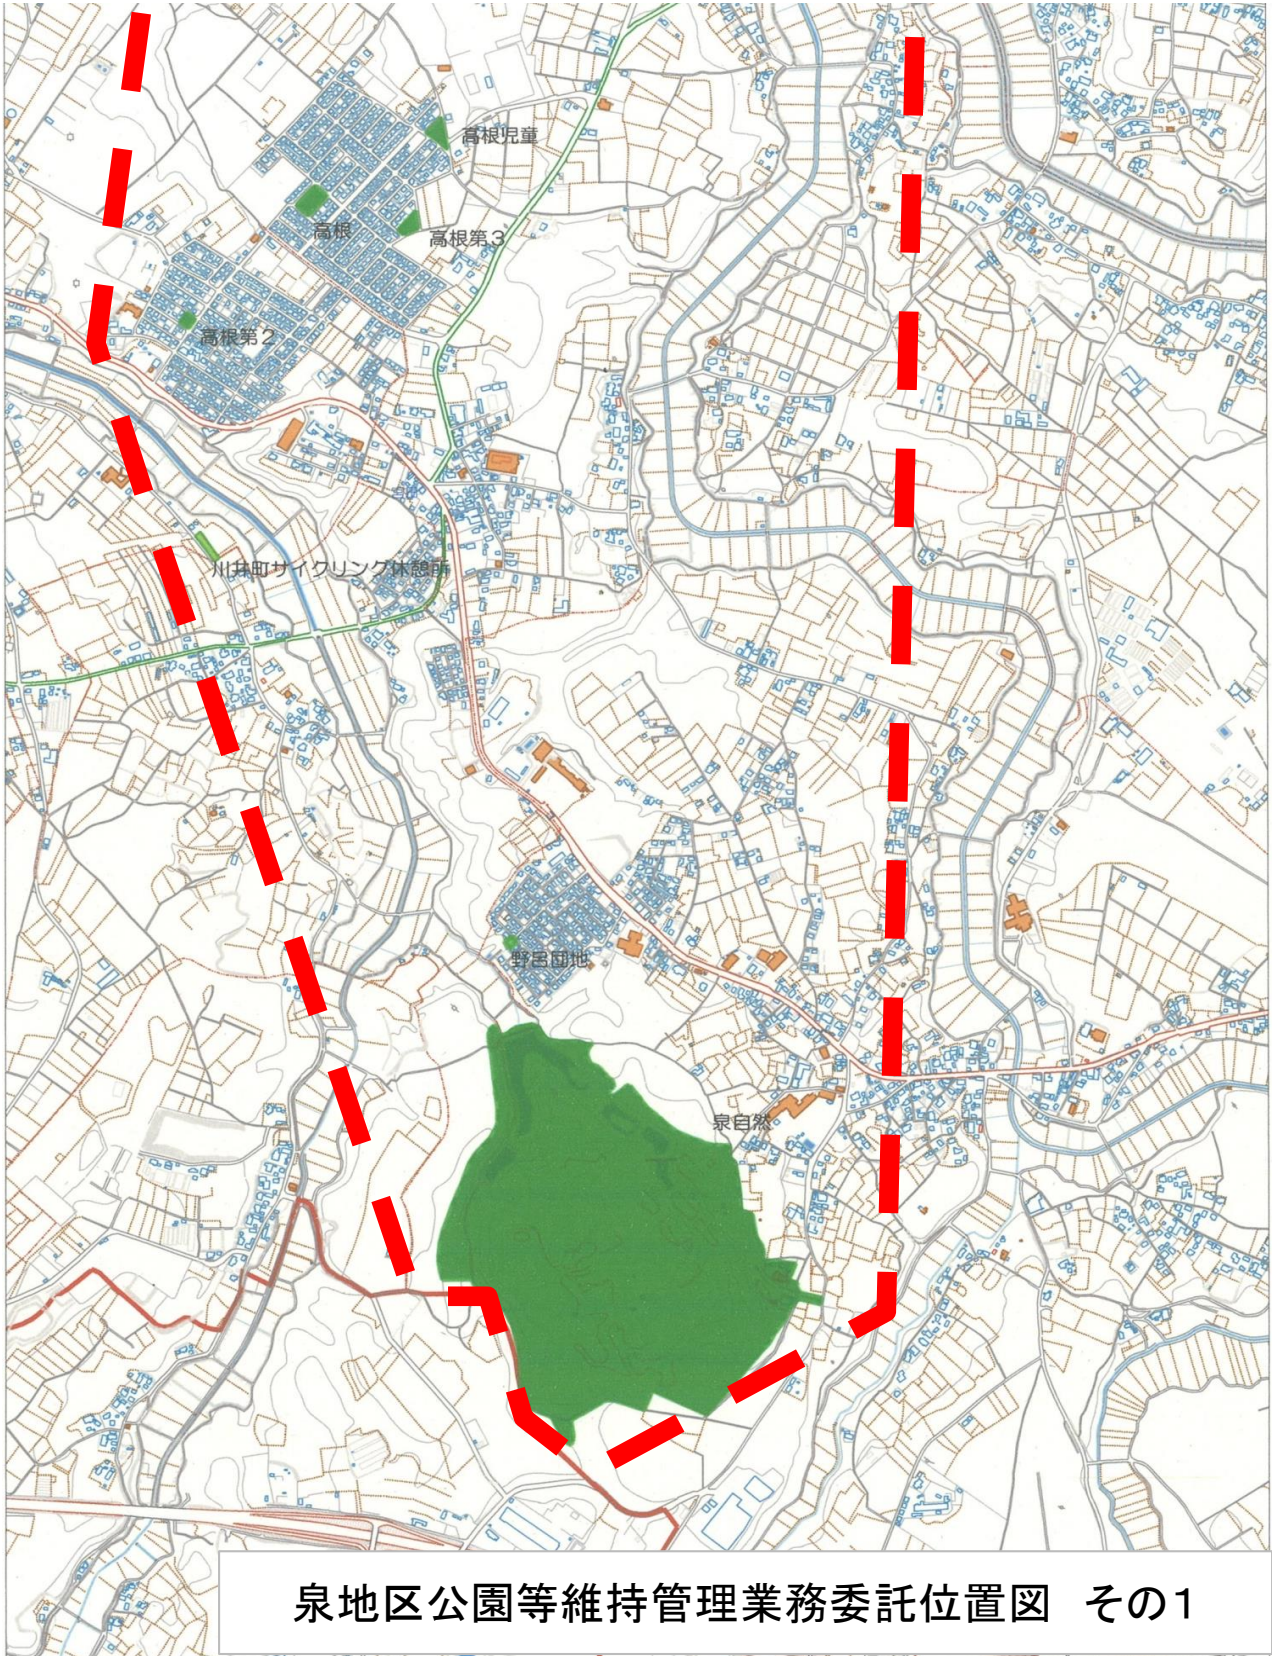 高根児童
高根
高根第3
高根第2
川井町サイクリング休憩所
野呂団地
泉自然
泉地区公園等維持管理業務委託位置図 その1